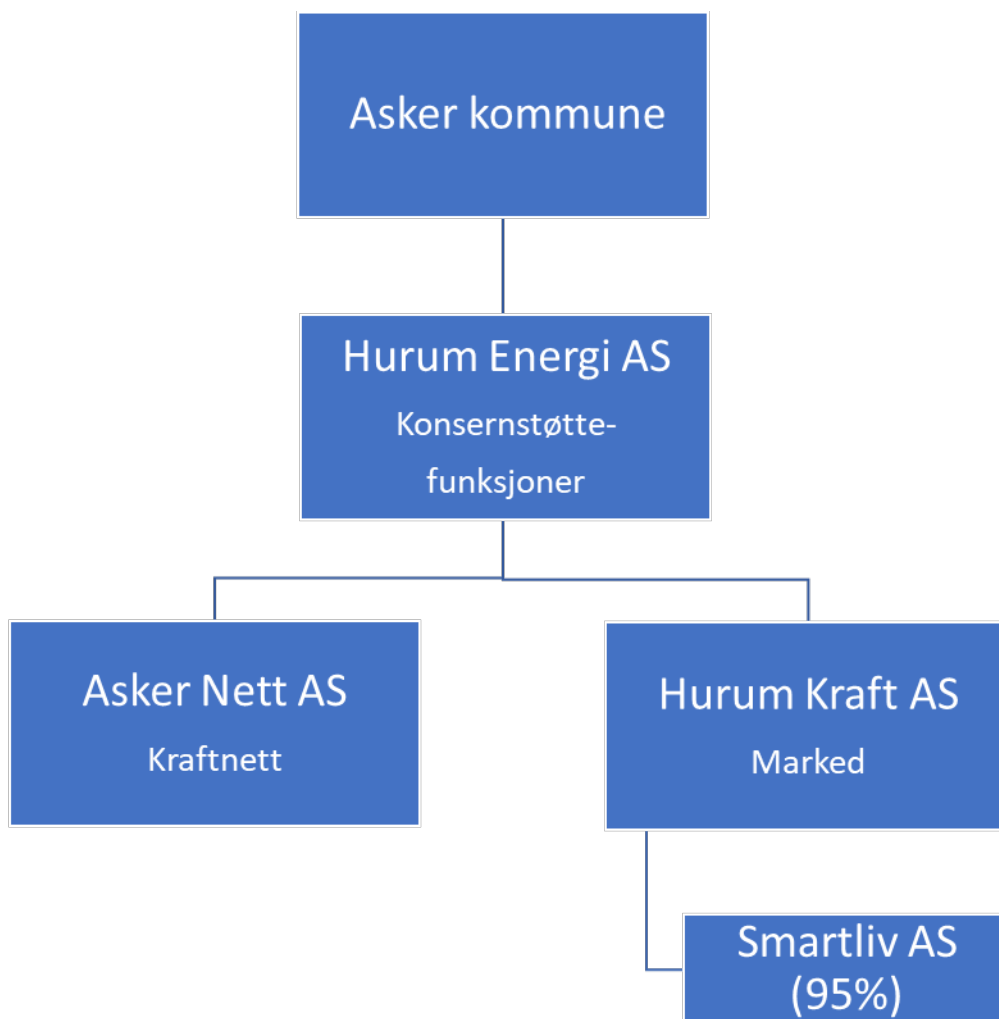 Asker kommune
Hurum Energi AS
Konsernstøtte-
funksjoner
Asker Nett AS
Kraftnett
Hurum Kraft AS
Marked
Smartliv AS
(95%)